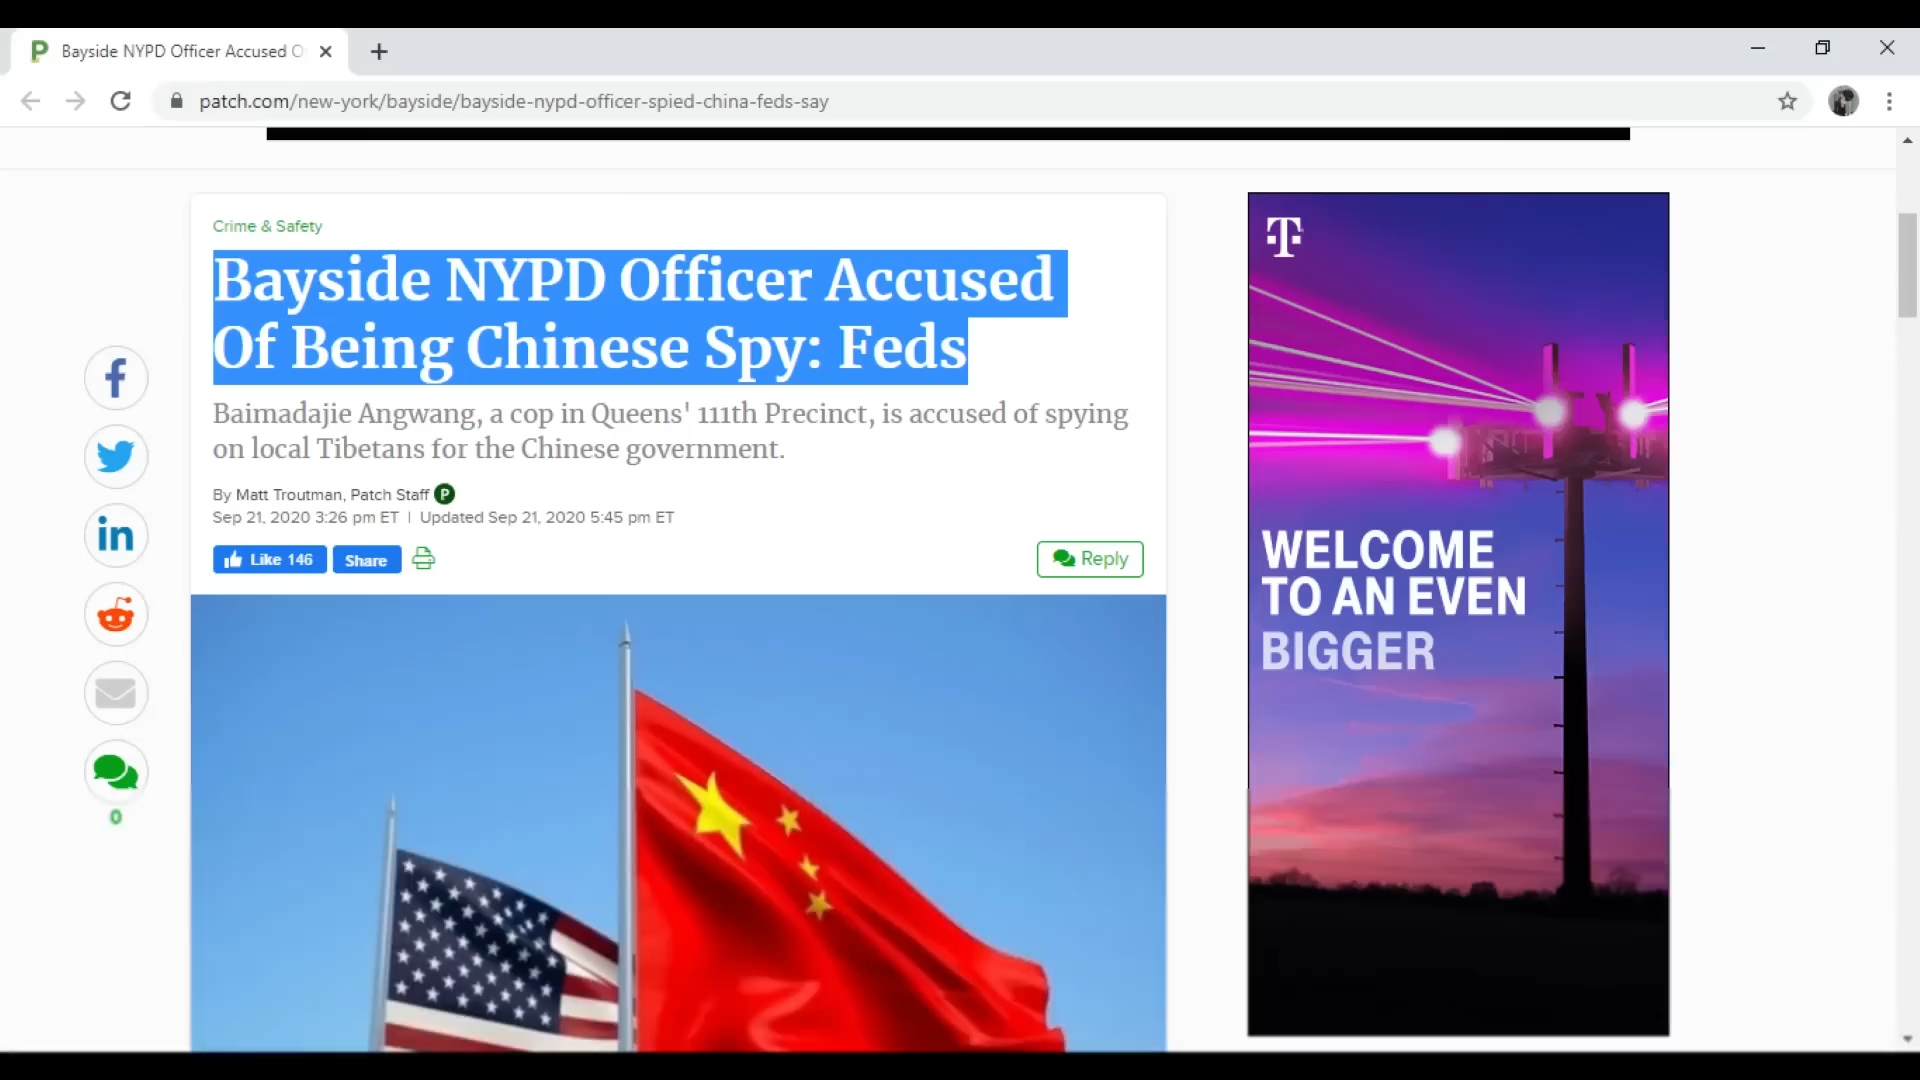 Bayside NYPD Officer Accused O
patch.com/new-york/bayside/bayside-nypd-officer-spied-china-feds-say
Crime & Safety
Bayside NYPD Officer Accused
Of Being Chinese Spy: Feds
Baimadajie Angwang, a cop in Queens' 111th Precinct, is accused of spying
on local Tibetans for the Chinese government.
By Matt Troutman, Patch Staff P
Sep 21, 2020 3:26 pm ET | Updated Sep 21, 2020 5:45 pm ET
Like 146 Share
Reply
0
T
WELCOME
TO AN EVEN
BIGGER